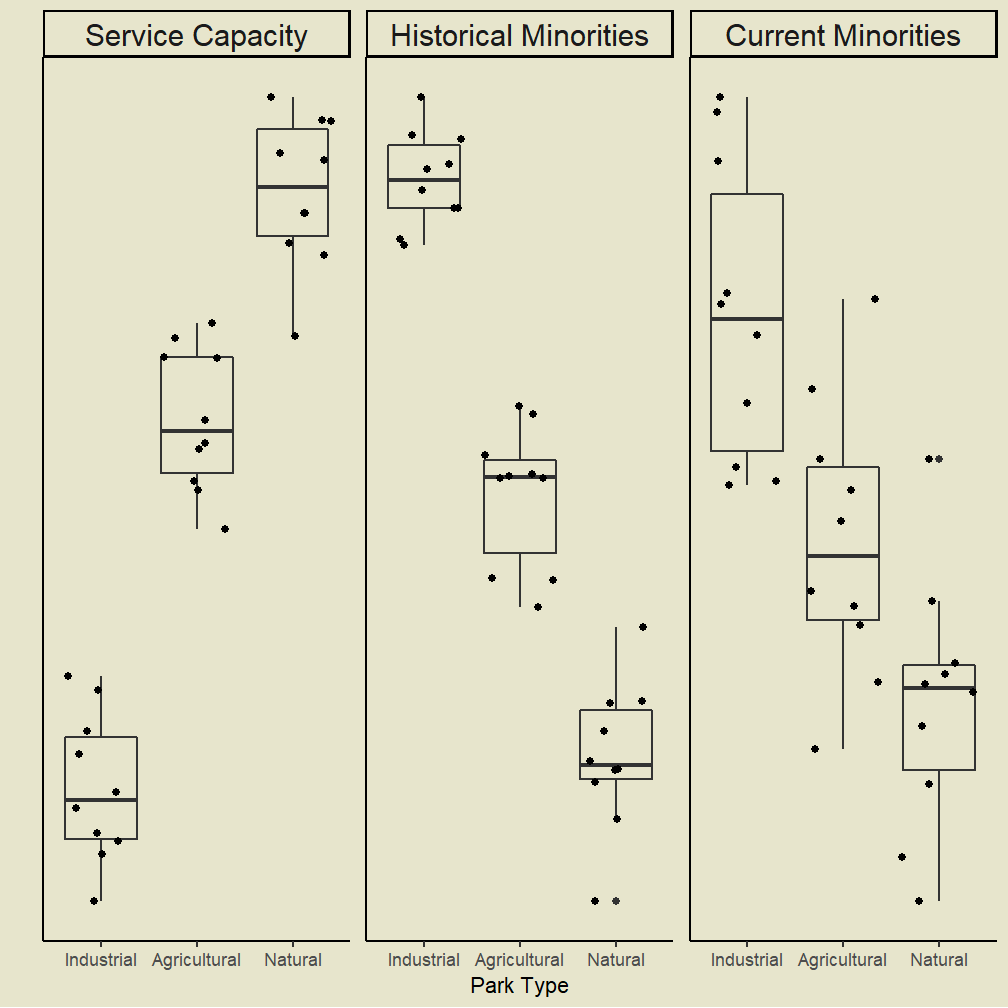 Service Capacity Historical Minorities Current Minorities
Industrial Agricultural Natural Industrial Agricultural Natural Industrial Agricultural Natural
Park Type